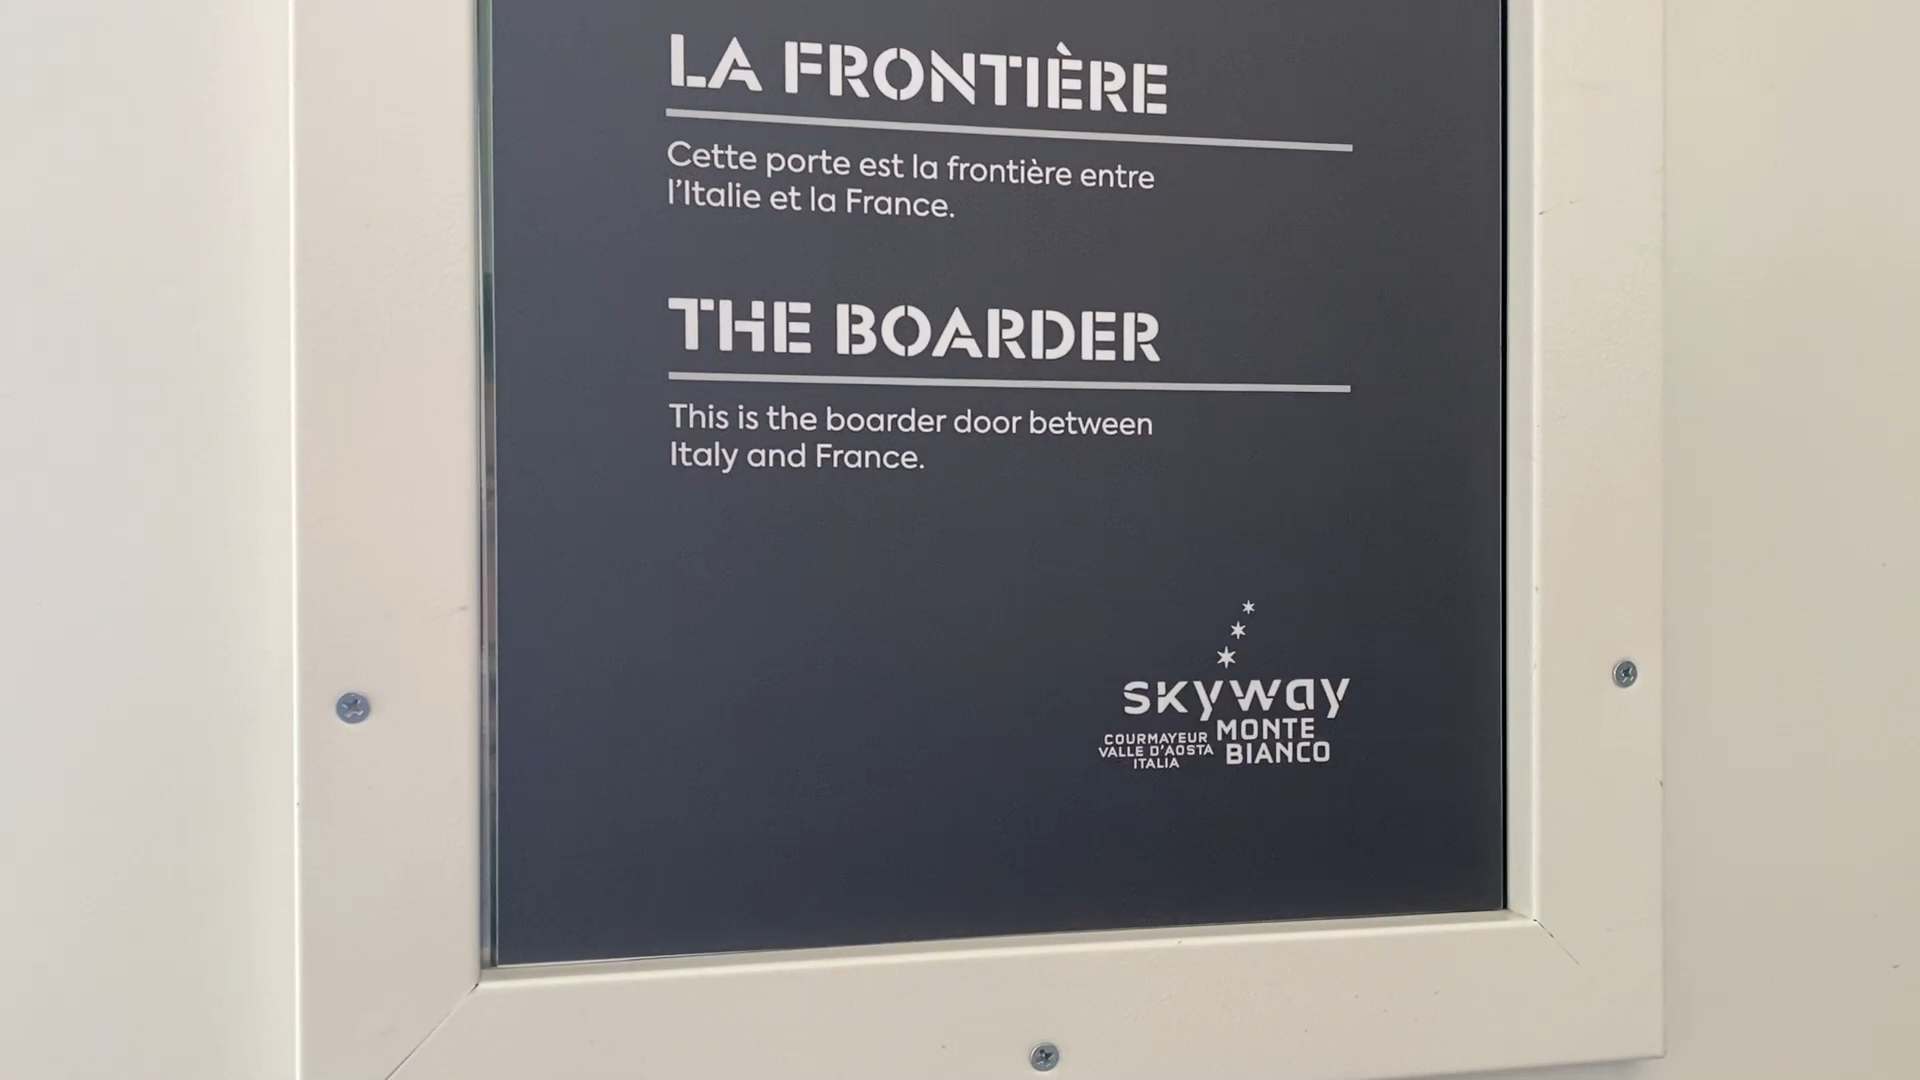 LA FRONTIÈRE
Cette porte est la frontière entre
l'Italie et la France.
THE BOARDER
This is the boarder door between
Italy and France.
skyway
MONTE
BIANCO
COURMAYEUR
VALLE D'AOSTA
ITALIA